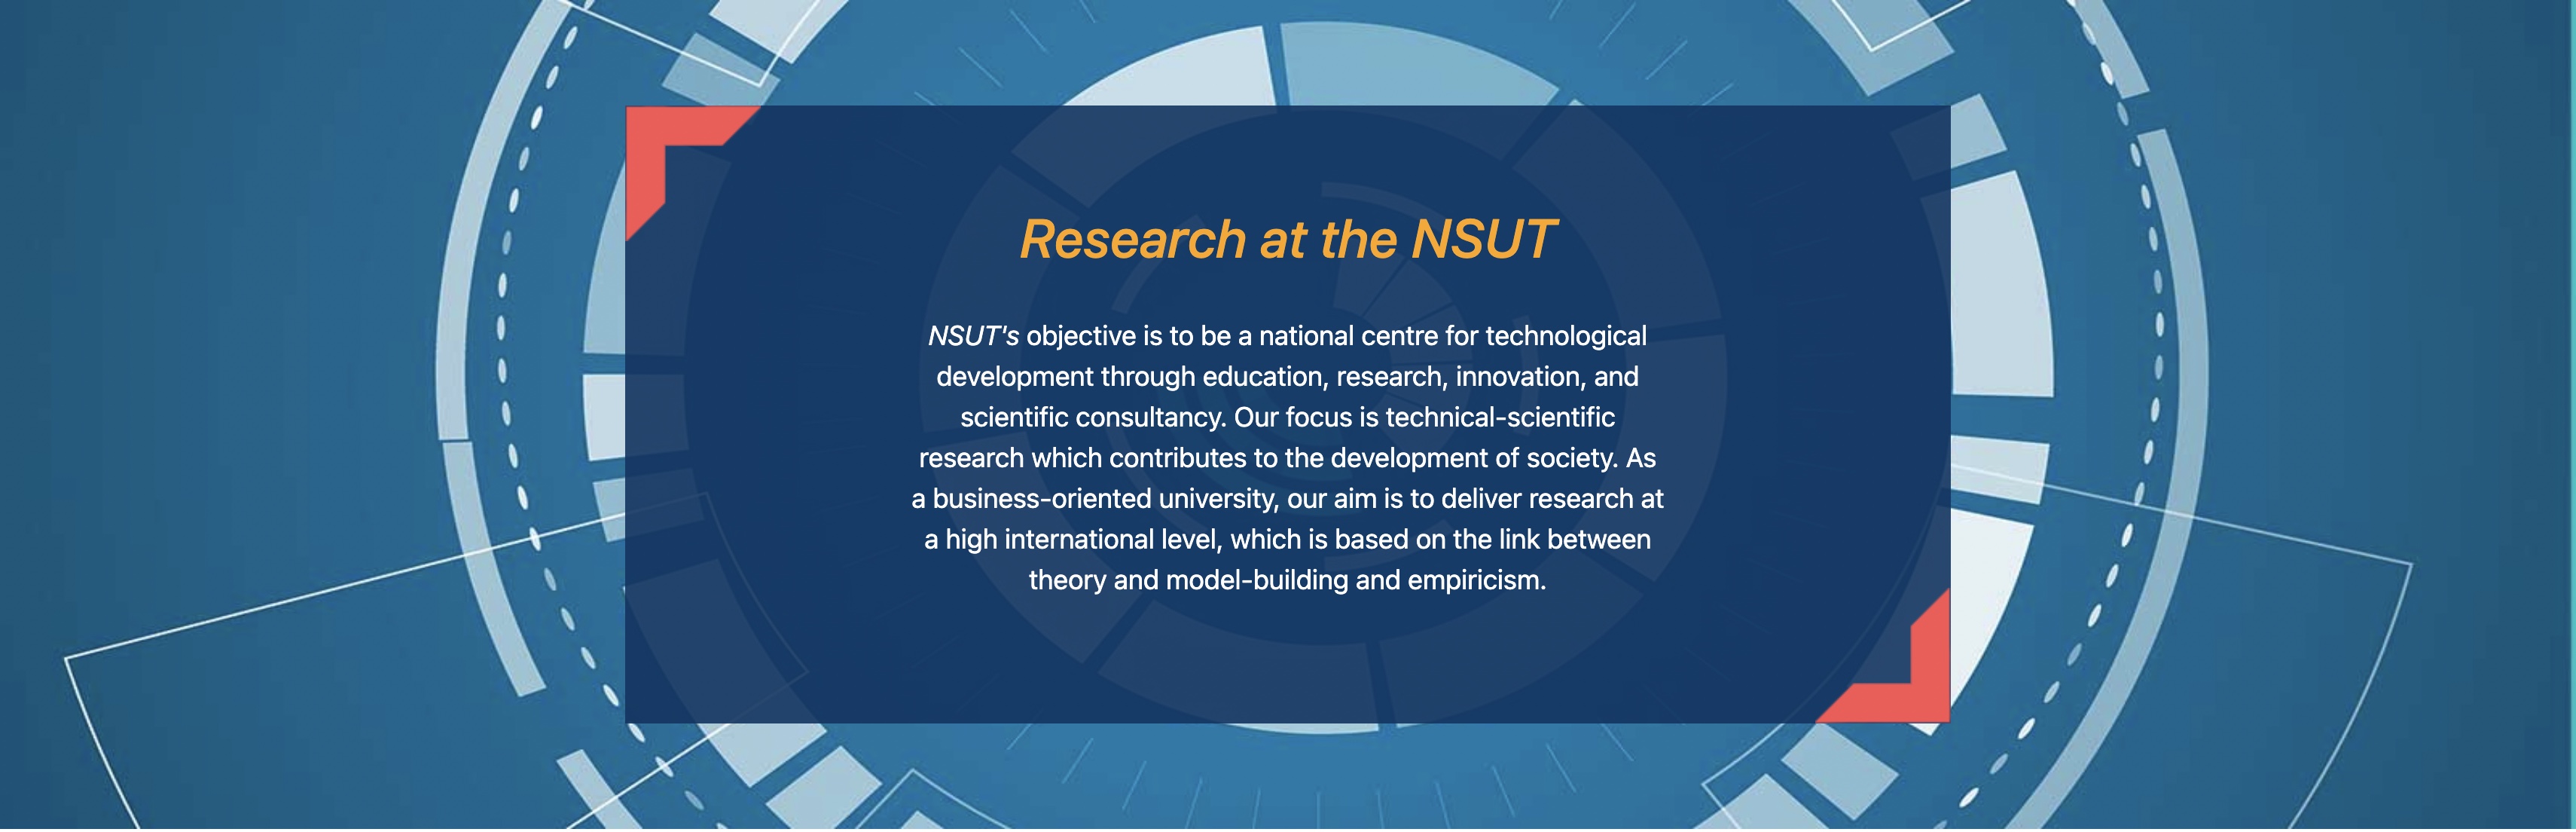 Research at the NSUT
NSUT's objective is to be a national centre for technological
development through education, research, innovation, and
scientific consultancy. Our focus is technical-scientific
research which contributes to the development of society. As
a business-oriented university, our aim is to deliver research at
a high international level, which is based on the link between
theory and model-building and empiricism.